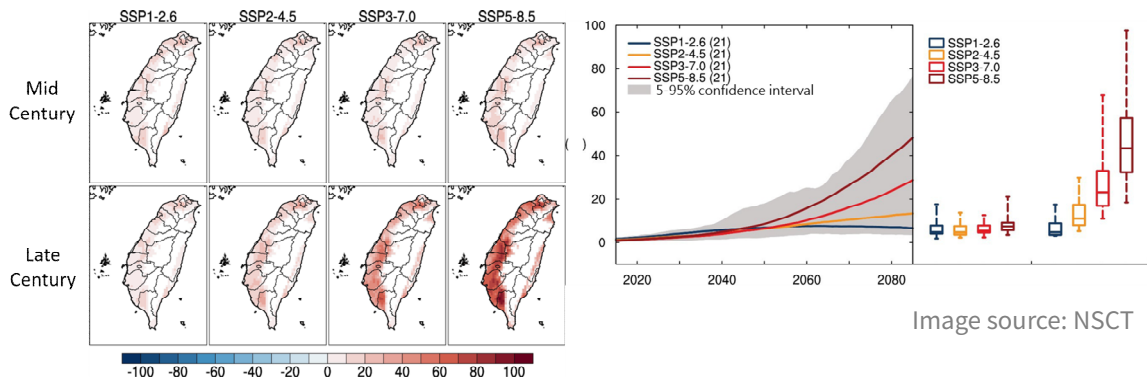 SSP1-2.6 SSP2-4.5 SSP3-7.0 SSP5-8.5
Mid
Century
Late
Century
-100 -80 -60 -40 -20 0 20 40 60 80 100
100
80
60
40
20
0
( )
SSP1-2.6 (21)
SSP2-4.5 (21)
SSP3-7.0 (21)
SSP5-8.5 (21)
5 95% confidence interval
2020 2040 2060 2080
SSP1-2.6
SSP2-4.5
SSP3 7.0
SSP5-8.5
Image source: NSCT